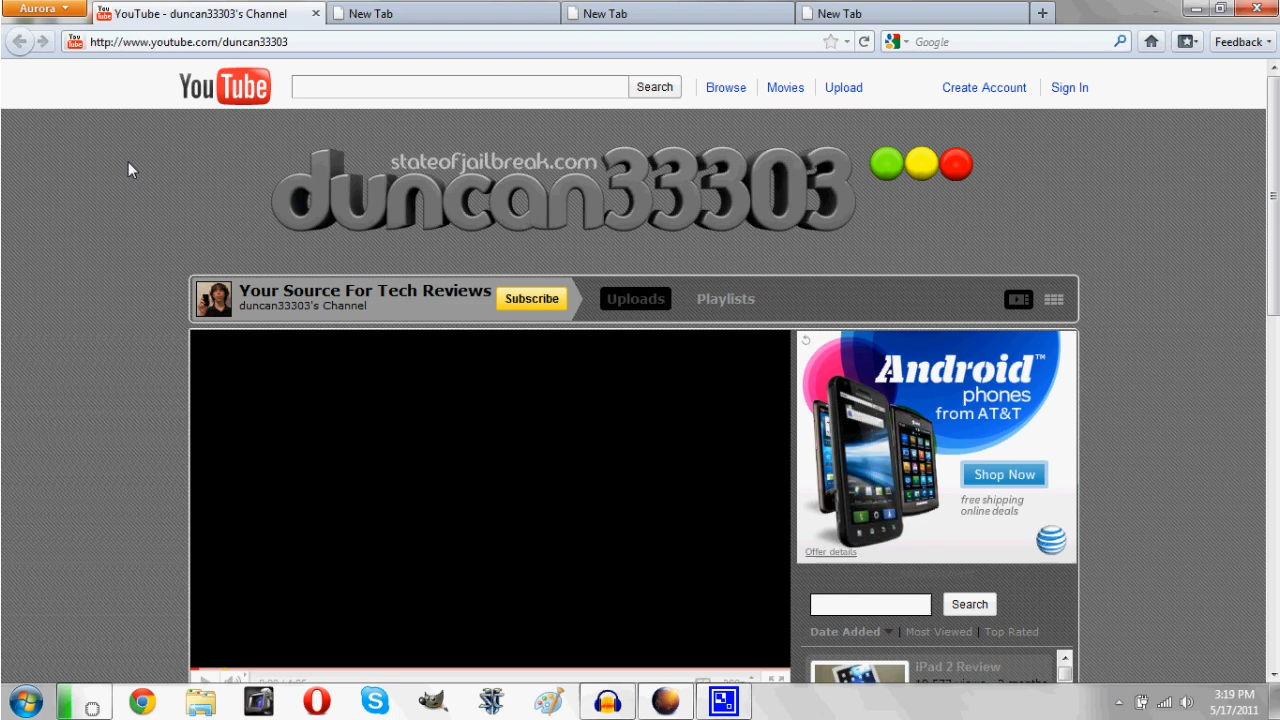 Aurora
YouTube - duncan33303's Channel
New Tab
New Tab
New Tab
http://www.youtube.com/duncan33303
Google
Feedback
YouTube
Search
Browse
Movies
Upload
Create Account
Sign In
stateofjailbreak.com
duncan33303
Your Source For Tech Reviews
duncan33303's Channel
Subscribe
Uploads
Playlists
Android™
phones
from AT&T
Shop Now
free shipping
online deals
Offer details
Search
Date Added
Most Viewed
Top Rated
iPad 2 Review
3:19 PM
5/17/2011